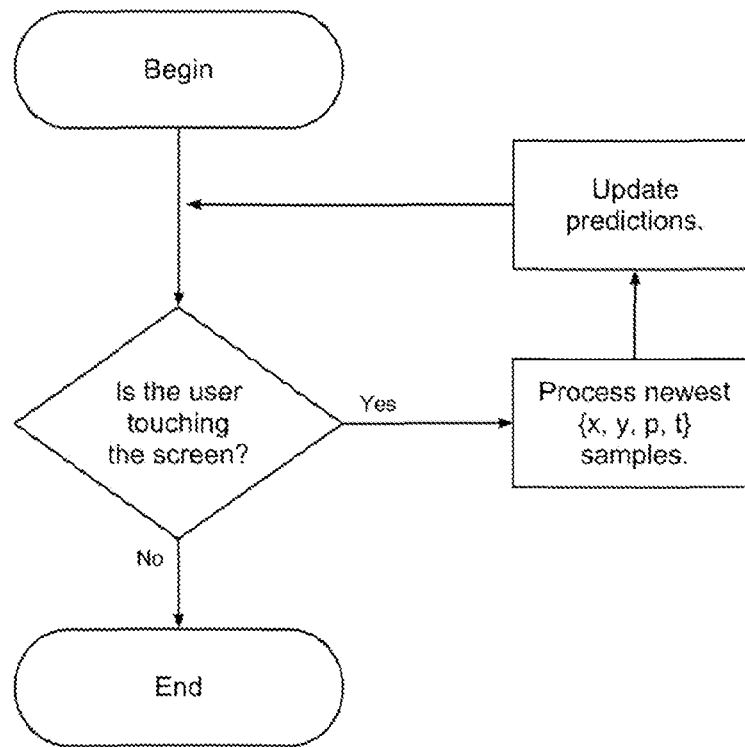 Begin
Update
predictions.
Is the user
touching
the screen?
Yes
Process newest
{x, y, p, t}
samples.
No
End